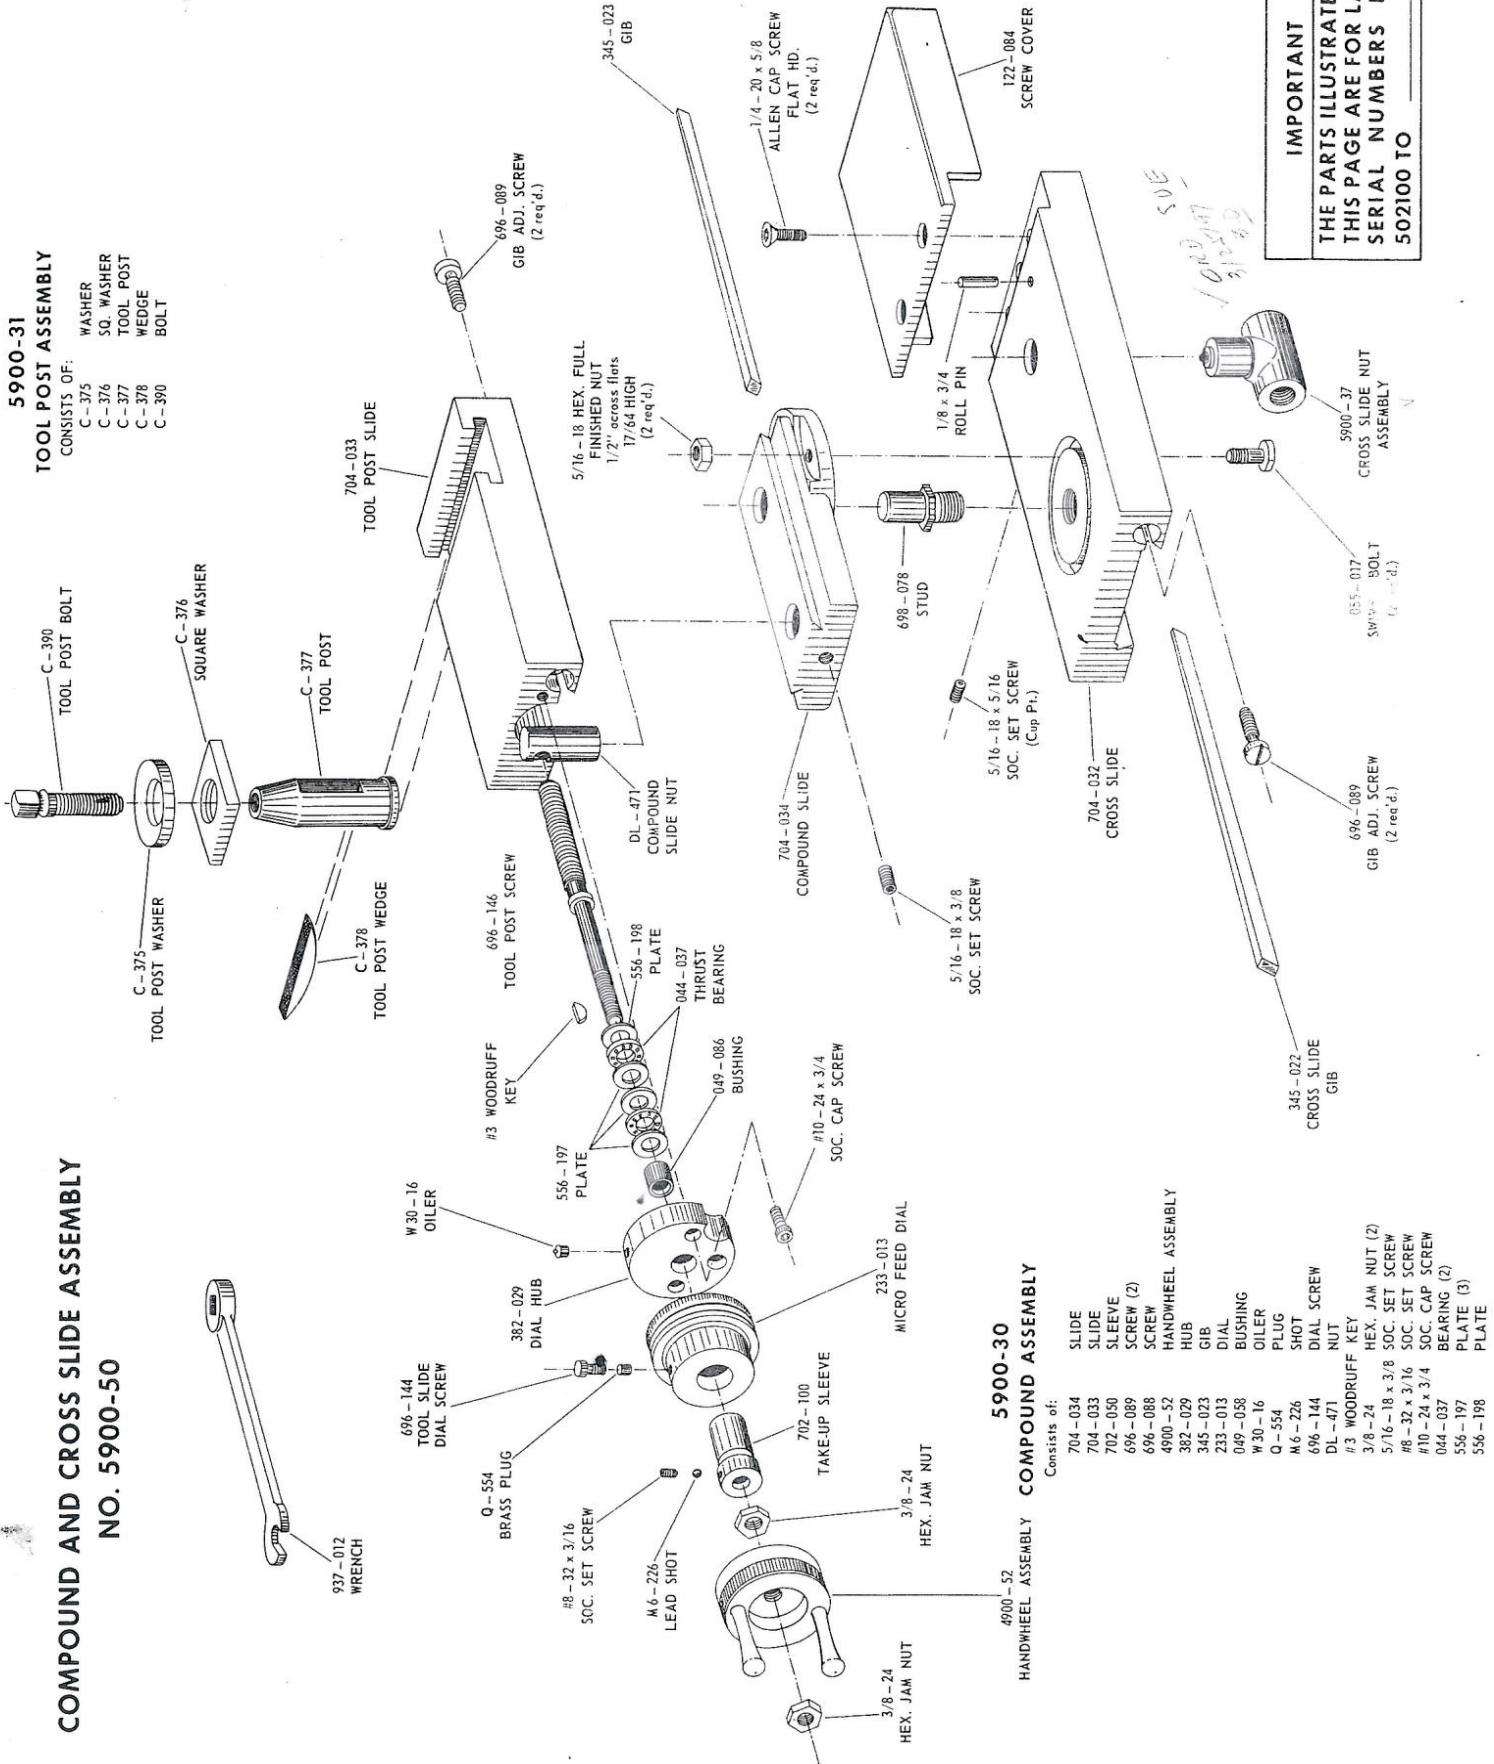 COMPOUND AND CROSS SLIDE ASSEMBLY
NO. 5900-50
937-012
WRENCH
5900-31
TOOL POST ASSEMBLY
CONSISTS OF:
C-375 WASHER
C-376 SQ. WASHER
C-377 TOOL POST
C-378 WEDGE
C-390 BOLT
C-390
TOOL POST BOLT
C-375
TOOL POST WASHER
C-376
SQUARE WASHER
C-377
TOOL POST
C-378
TOOL POST WEDGE
704-033
TOOL POST SLIDE
696-089
GIB ADJ. SCREW
(2 req'd.)
345-023
GIB
696-146
TOOL POST SCREW
#3 WOODRUFF
KEY
556-198
PLATE
044-037
THRUST
BEARING
556-197
PLATE
049-086
BUSHING
W30-16
OILER
382-029
DIAL HUB
#10-24 x 3/4
SOC. CAP SCREW
696-144
TOOL SLIDE
DIAL SCREW
Q-554
BRASS PLUG
233-013
MICRO FEED DIAL
#8-32 x 3/16
SOC. SET SCREW
M6-226
LEAD SHOT
702-100
TAKE-UP SLEEVE
3/8-24
HEX. JAM NUT
4900-52
HANDWHEEL ASSEMBLY
3/8-24
HEX. JAM NUT
DL-471
COMPOUND
SLIDE NUT
5/16-18 HEX. FULL
FINISHED NUT
1/2" across flats
17/64 HIGH
(2 req'd.)
1/4-20 x 5/8
ALLEN CAP SCREW
FLAT HD.
(2 req'd.)
122-084
SCREW COVER
1/8 x 3/4
ROLL PIN
704-034
COMPOUND SLIDE
698-078
STUD
5/16-18 x 5/16
SOC. SET SCREW
(Cup Pt.)
5/16-18 x 3/8
SOC. SET SCREW
704-032
CROSS SLIDE
5900-37
CROSS SLIDE NUT
ASSEMBLY
055-017
BOLT
696-089
GIB ADJ. SCREW
(2 req'd.)
345-022
CROSS SLIDE
GIB
5900-30
COMPOUND ASSEMBLY
Consists of:
704-034 SLIDE
704-033 SLIDE
702-050 SLEEVE
696-089 SCREW (2)
696-088 SCREW
4900-52 HANDWHEEL ASSEMBLY
382-029 HUB
345-023 GIB
233-013 DIAL
049-058 BUSHING
W30-16 OILER
Q-554 PLUG
M6-226 SHOT
696-144 DIAL SCREW
DL-471 NUT
#3 WOODRUFF KEY
3/8-24 HEX. JAM NUT (2)
5/16-18 x 3/8 SOC. SET SCREW
#8-32 x 3/16 SOC. SET SCREW
#10-24 x 3/4 SOC. CAP SCREW
044-037 BEARING (2)
556-197 PLATE (3)
556-198 PLATE
IMPORTANT
THE PARTS ILLUSTRATE
THIS PAGE ARE FOR LA
SERIAL NUMBERS
502100 TO